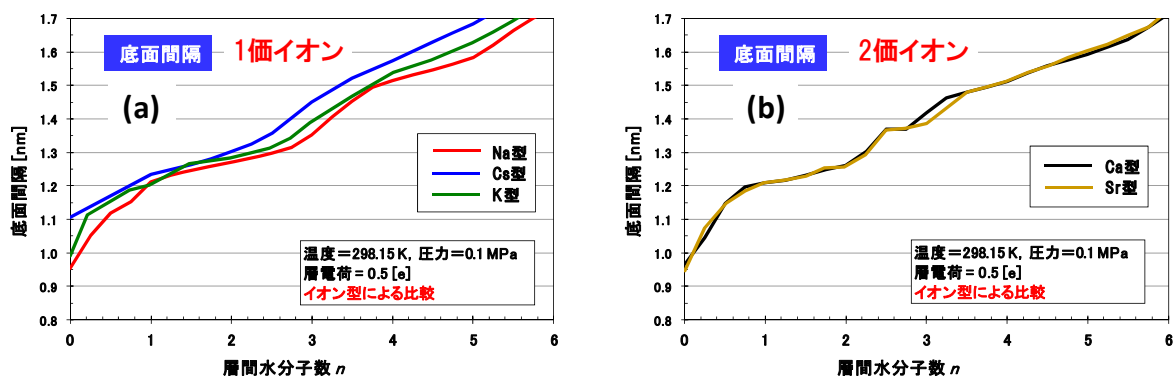 底面間隔 1価イオン
(a)
底面間隔 [nm]
1.7
1.6
1.5
1.4
1.3
1.2
1.1
1.0
0.9
0.8
Na型
Cs型
K型
温度=298.15 K, 圧力=0.1 MPa
層電荷 = 0.5 [e]
イオン型による比較
0 1 2 3 4 5 6
層間水分子数 n
底面間隔 2価イオン
(b)
底面間隔 [nm]
1.7
1.6
1.5
1.4
1.3
1.2
1.1
1.0
0.9
0.8
Ca型
Sr型
温度=298.15 K, 圧力=0.1 MPa
層電荷 = 0.5 [e]
イオン型による比較
0 1 2 3 4 5 6
層間水分子数 n